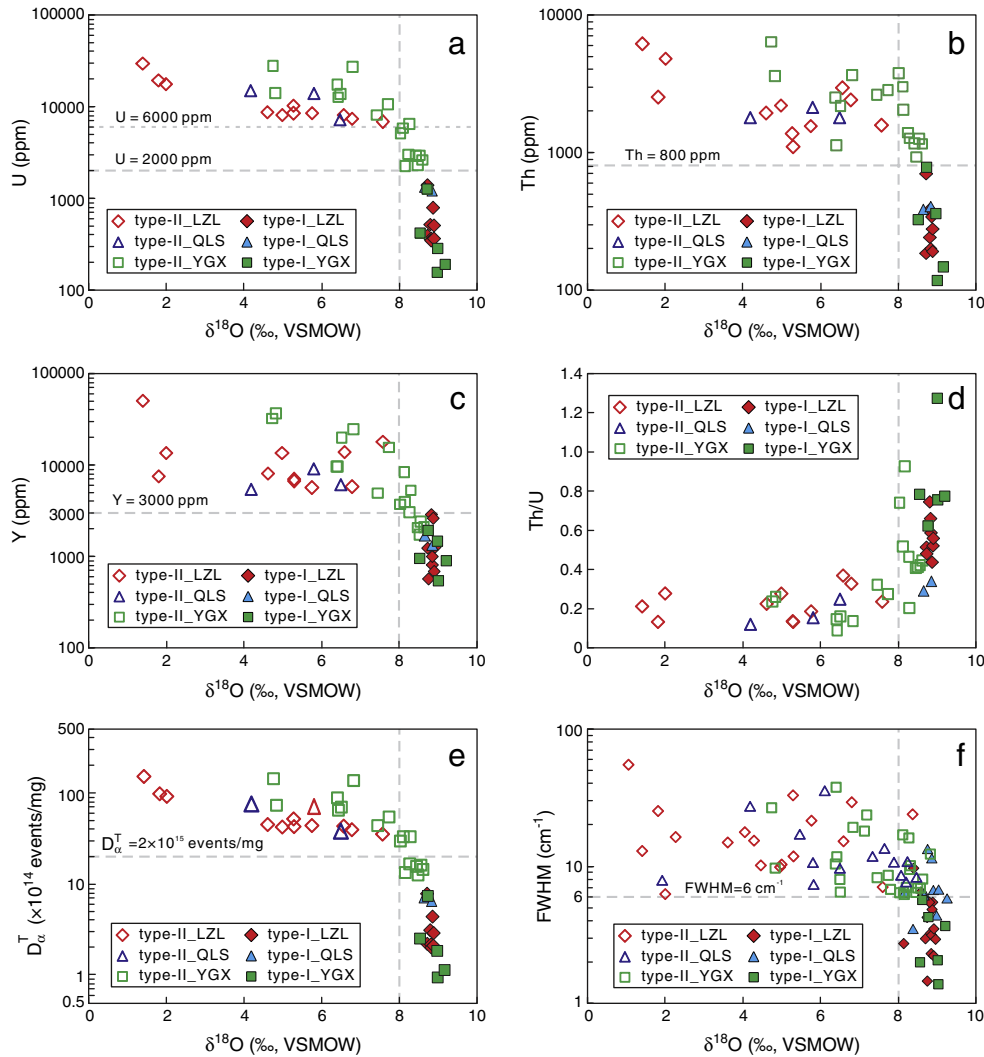 a
100000
10000
1000
100
U (ppm)
U = 6000 ppm
U = 2000 ppm
type-II_LZL type-I_LZL
type-II_QLS type-I_QLS
type-II_YGX type-I_YGX
0 2 4 6 8 10
δ18O (‰, VSMOW)
b
10000
1000
100
Th (ppm)
Th = 800 ppm
type-II_LZL type-I_LZL
type-II_QLS type-I_QLS
type-II_YGX type-I_YGX
0 2 4 6 8 10
δ18O (‰, VSMOW)
c
100000
10000
3000
1000
100
Y (ppm)
Y = 3000 ppm
type-II_LZL type-I_LZL
type-II_QLS type-I_QLS
type-II_YGX type-I_YGX
0 2 4 6 8 10
δ18O (‰, VSMOW)
d
1.4
1.2
1.0
0.8
0.6
0.4
0.2
0.0
Th/U
type-II_LZL type-I_LZL
type-II_QLS type-I_QLS
type-II_YGX type-I_YGX
0 2 4 6 8 10
δ18O (‰, VSMOW)
e
500
100
10
1
0.5
DαT (×1014 events/mg)
DαT =2×1015 events/mg
type-II_LZL type-I_LZL
type-II_QLS type-I_QLS
type-II_YGX type-I_YGX
0 2 4 6 8 10
δ18O (‰, VSMOW)
f
100
10
6
1
FWHM (cm-1)
FWHM=6 cm-1
type-II_LZL type-I_LZL
type-II_QLS type-I_QLS
type-II_YGX type-I_YGX
0 2 4 6 8 10
δ18O (‰, VSMOW)